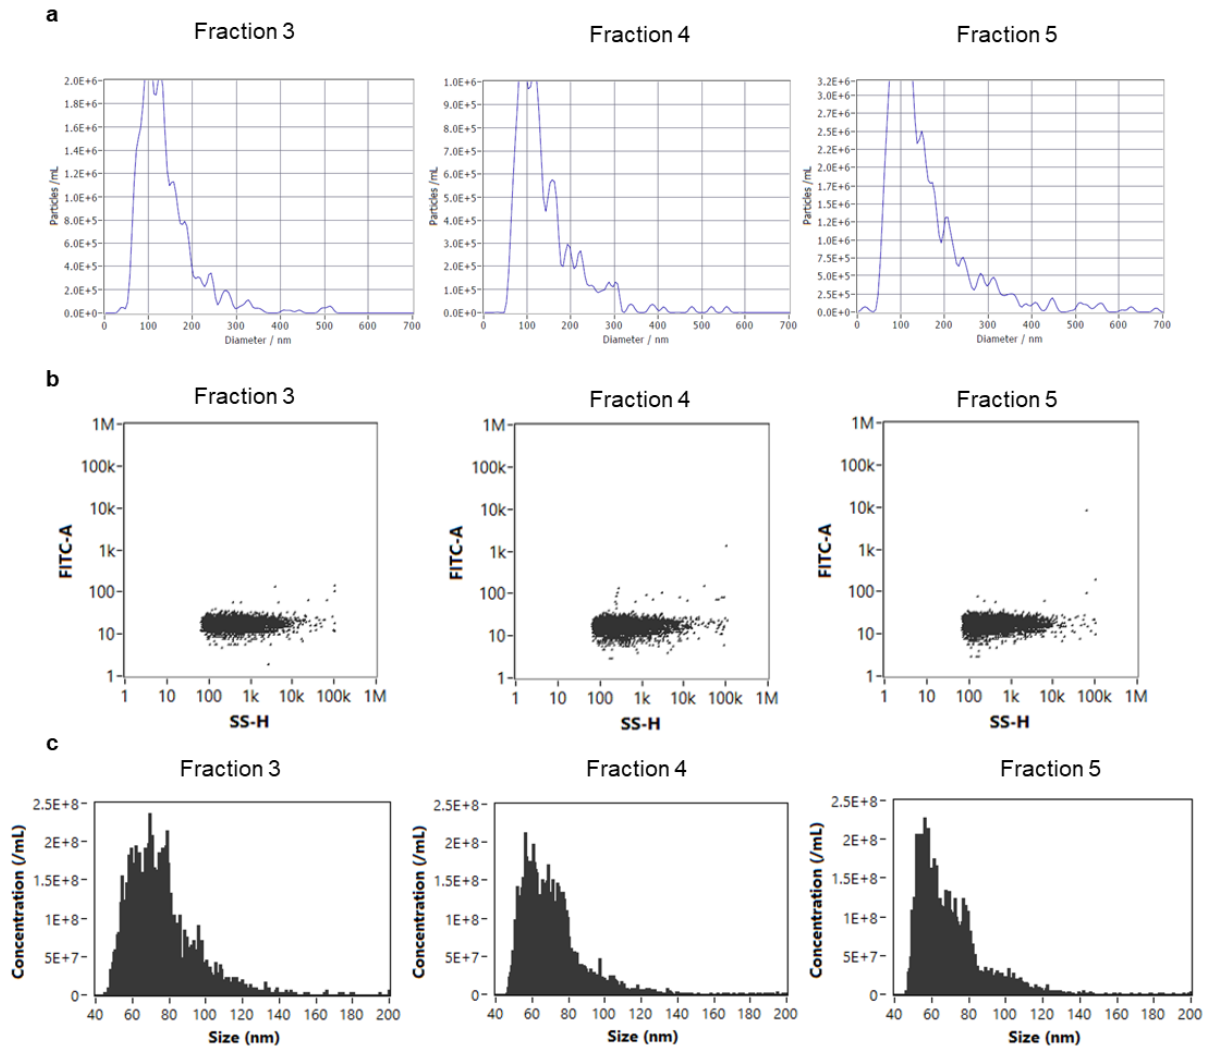 a
Fraction 3
Fraction 4
Fraction 5
2.0E+6
1.8E+6
1.6E+6
1.4E+6
1.2E+6
1.0E+6
8.0E+5
6.0E+5
4.0E+5
2.0E+5
0.0E+0
Particles /mL
0 100 200 300 400 500 600 700
Diameter / nm
1.0E+6
9.0E+5
8.0E+5
7.0E+5
6.0E+5
5.0E+5
4.0E+5
3.0E+5
2.0E+5
1.0E+5
0.0E+0
Particles /mL
0 100 200 300 400 500 600 700
Diameter / nm
3.2E+6
3.0E+6
2.7E+6
2.5E+6
2.2E+6
2.0E+6
1.7E+6
1.5E+6
1.2E+6
1.0E+6
7.5E+5
5.0E+5
2.5E+5
0.0E+0
Particles /mL
0 100 200 300 400 500 600 700
Diameter / nm
b
Fraction 3
Fraction 4
Fraction 5
1M
100k
10k
1k
100
10
1
FITC-A
1 10 100 1k 10k 100k 1M
SS-H
1M
100k
10k
1k
100
10
1
FITC-A
1 10 100 1k 10k 100k 1M
SS-H
1M
100k
10k
1k
100
10
1
FITC-A
1 10 100 1k 10k 100k 1M
SS-H
c
Fraction 3
Fraction 4
Fraction 5
2.5E+8
2E+8
1.5E+8
1E+8
5E+7
0
Concentration (/mL)
40 60 80 100 120 140 160 180 200
Size (nm)
2.5E+8
2E+8
1.5E+8
1E+8
5E+7
0
Concentration (/mL)
40 60 80 100 120 140 160 180 200
Size (nm)
2.5E+8
2E+8
1.5E+8
1E+8
5E+7
0
Concentration (/mL)
40 60 80 100 120 140 160 180 200
Size (nm)